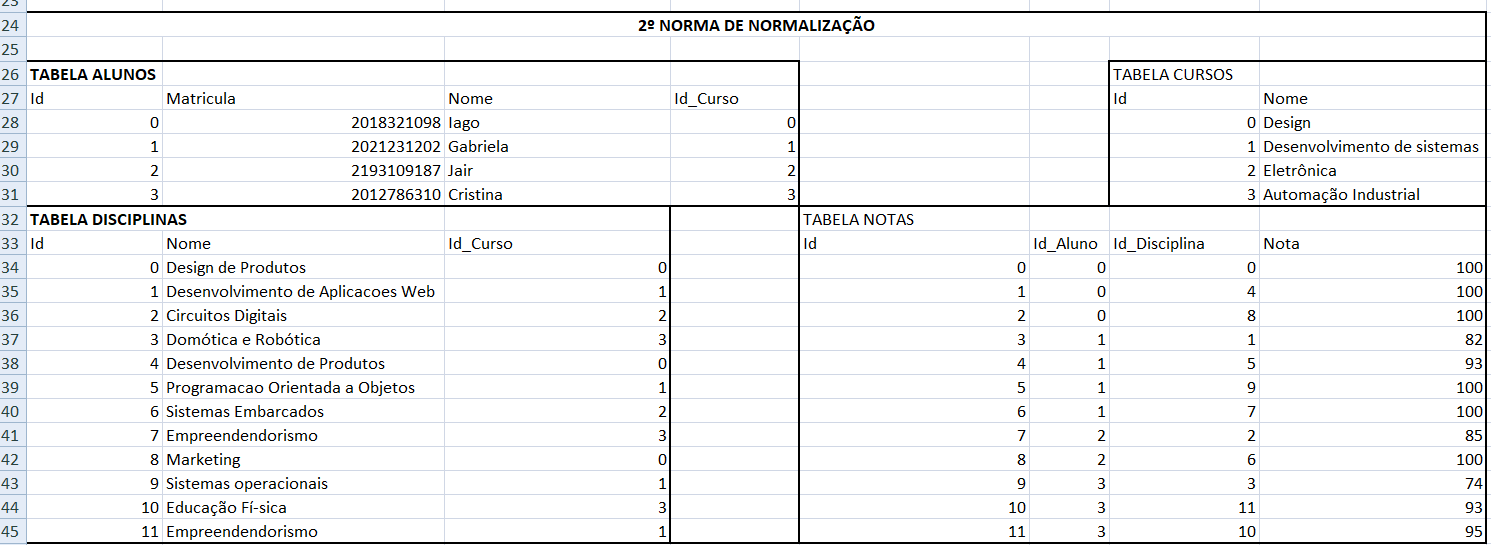 23
24 2º NORMA DE NORMALIZAÇÃO
25
26 TABELA ALUNOS TABELA CURSOS
27 Id Matricula Nome Id_Curso Id Nome
28 0 2018321098 Iago 0 0 Design
29 1 2021231202 Gabriela 1 1 Desenvolvimento de sistemas
30 2 2193109187 Jair 2 2 Eletrônica
31 3 2012786310 Cristina 3 3 Automação Industrial
32 TABELA DISCIPLINAS TABELA NOTAS
33 Id Nome Id_Curso Id Id_Aluno Id_Disciplina Nota
34 0 Design de Produtos 0 0 0 0 100
35 1 Desenvolvimento de Aplicacoes Web 1 1 0 4 100
36 2 Circuitos Digitais 2 2 0 8 100
37 3 Domótica e Robótica 3 3 1 1 82
38 4 Desenvolvimento de Produtos 0 4 1 5 93
39 5 Programacao Orientada a Objetos 1 5 1 9 100
40 6 Sistemas Embarcados 2 6 1 7 100
41 7 Empreendendorismo 3 7 2 2 85
42 8 Marketing 0 8 2 6 100
43 9 Sistemas operacionais 1 9 3 3 74
44 10 Educação Fí-sica 3 10 3 11 93
45 11 Empreendendorismo 1 11 3 10 95